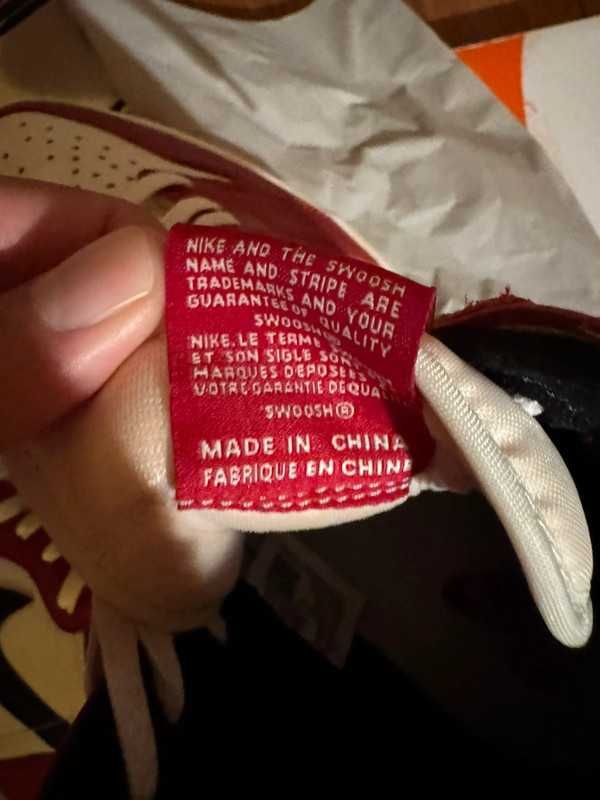 NIKE AND THE SWOOSH
NAME AND STRIPE ARE
TRADEMARKS AND YOUR
GUARANTEE OF QUALITY
SWOOSH
NIKE.LE TERME
ET SON SIGLE
MARQUES DEPOSEES
VOTRE GARANTIE DE
SWOOSH®
MADE IN CHINA
FABRIQUE EN CHINE